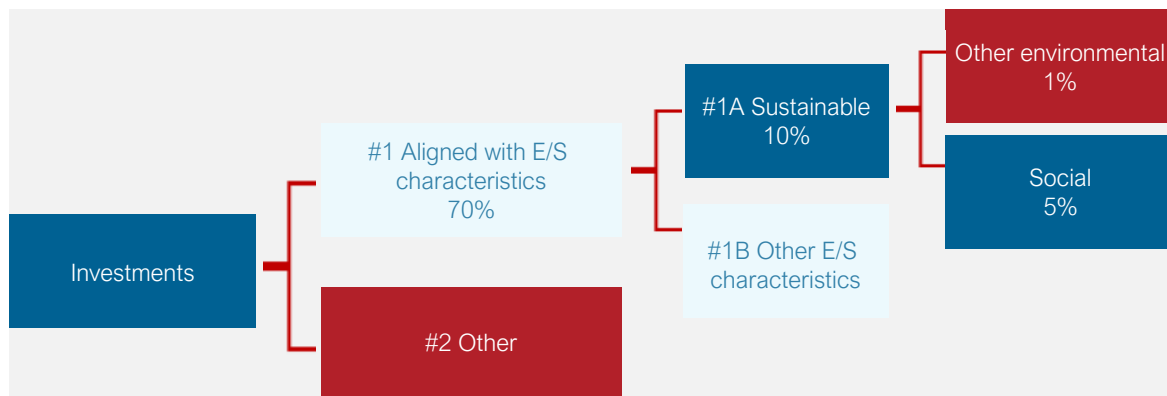 Investments
#1 Aligned with E/S
characteristics
70%
#2 Other
#1A Sustainable
10%
#1B Other E/S
characteristics
Other environmental
1%
Social
5%